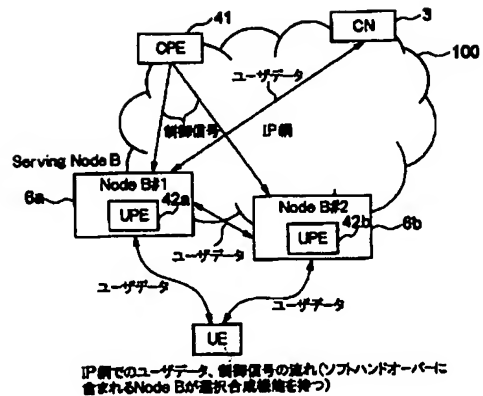 41
CPE
CN
3
100
ユーザデータ
制御信号
IP網
Serving Node B
Node B#1
6a
UPE
42a
Node B#2
UPE
42b
6b
ユーザデータ
ユーザデータ
ユーザデータ
UE
IP網でのユーザデータ、制御信号の流れ(ソフトハンドオーバーに
含まれるNode Bが選択合成機能を持つ)